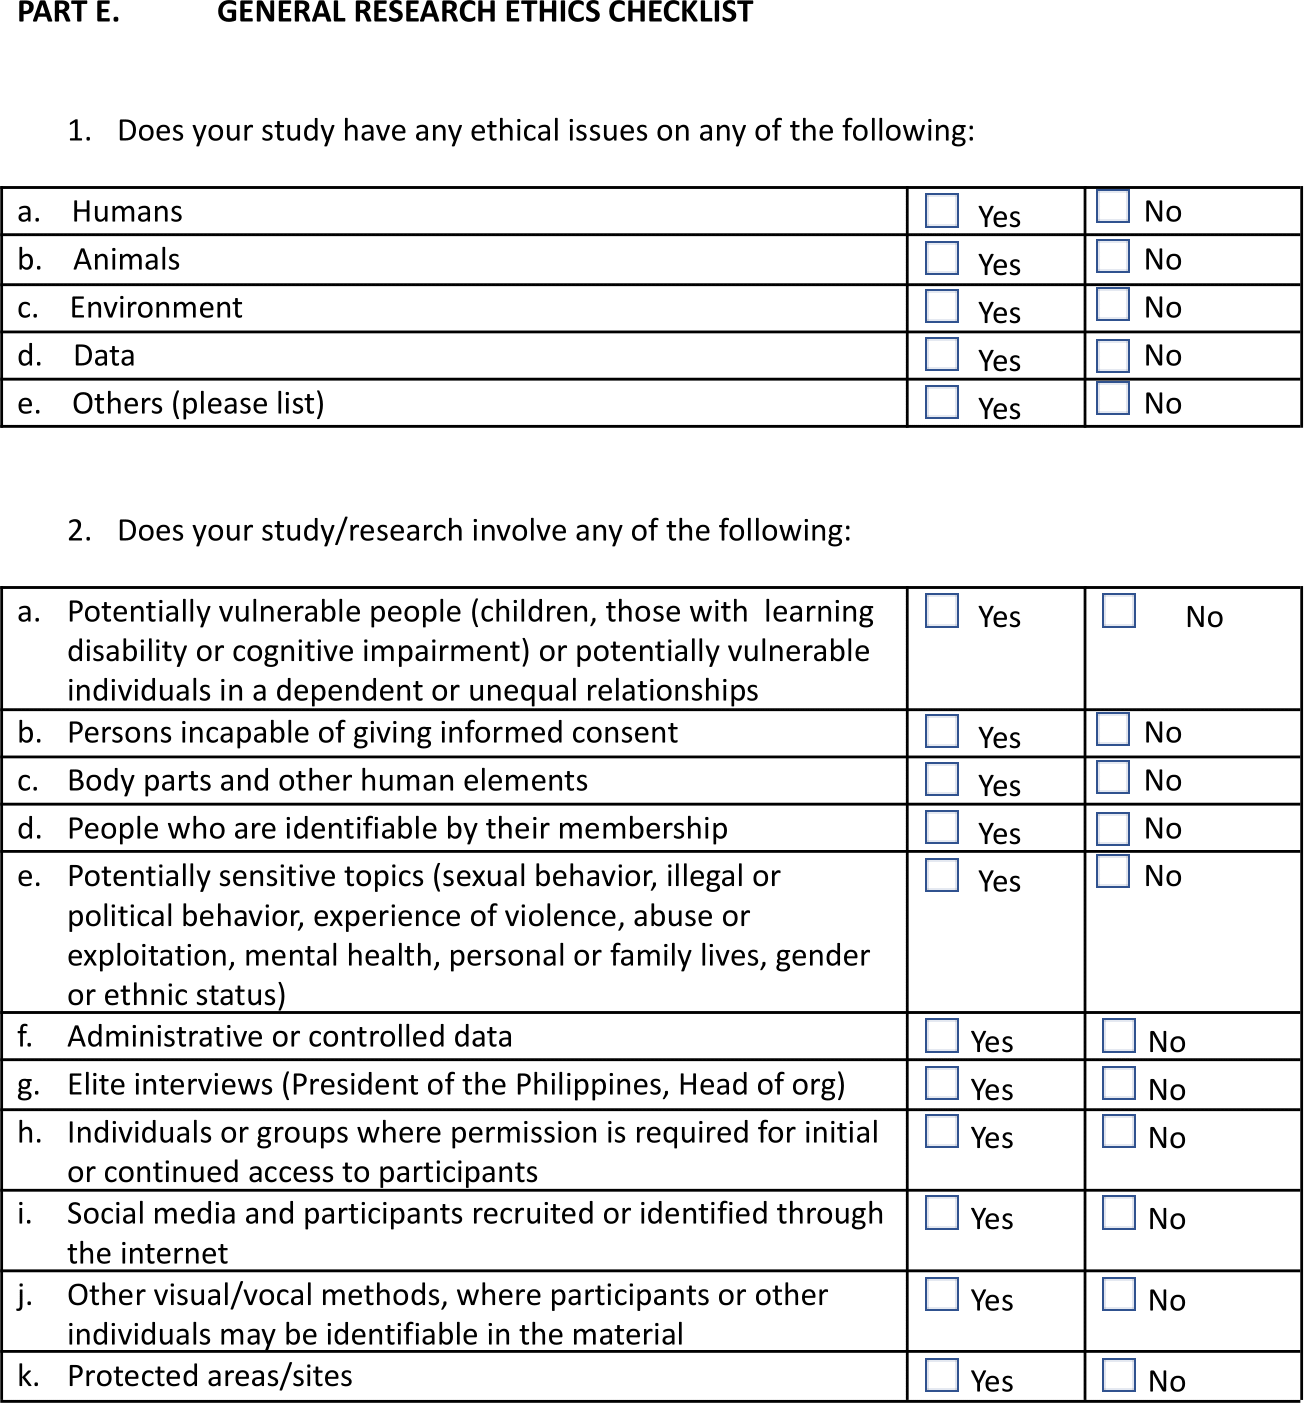 PART E. GENERAL RESEARCH ETHICS CHECKLIST
1. Does your study have any ethical issues on any of the following:
a. Humans Yes No
b. Animals Yes No
c. Environment Yes No
d. Data Yes No
e. Others (please list) Yes No
2. Does your study/research involve any of the following:
a. Potentially vulnerable people (children, those with learning Yes No
disability or cognitive impairment) or potentially vulnerable
individuals in a dependent or unequal relationships
b. Persons incapable of giving informed consent Yes No
c. Body parts and other human elements Yes No
d. People who are identifiable by their membership Yes No
e. Potentially sensitive topics (sexual behavior, illegal or Yes No
political behavior, experience of violence, abuse or
exploitation, mental health, personal or family lives, gender
or ethnic status)
f. Administrative or controlled data Yes No
g. Elite interviews (President of the Philippines, Head of org) Yes No
h. Individuals or groups where permission is required for initial Yes No
or continued access to participants
i. Social media and participants recruited or identified through Yes No
the internet
j. Other visual/vocal methods, where participants or other Yes No
individuals may be identifiable in the material
k. Protected areas/sites Yes No